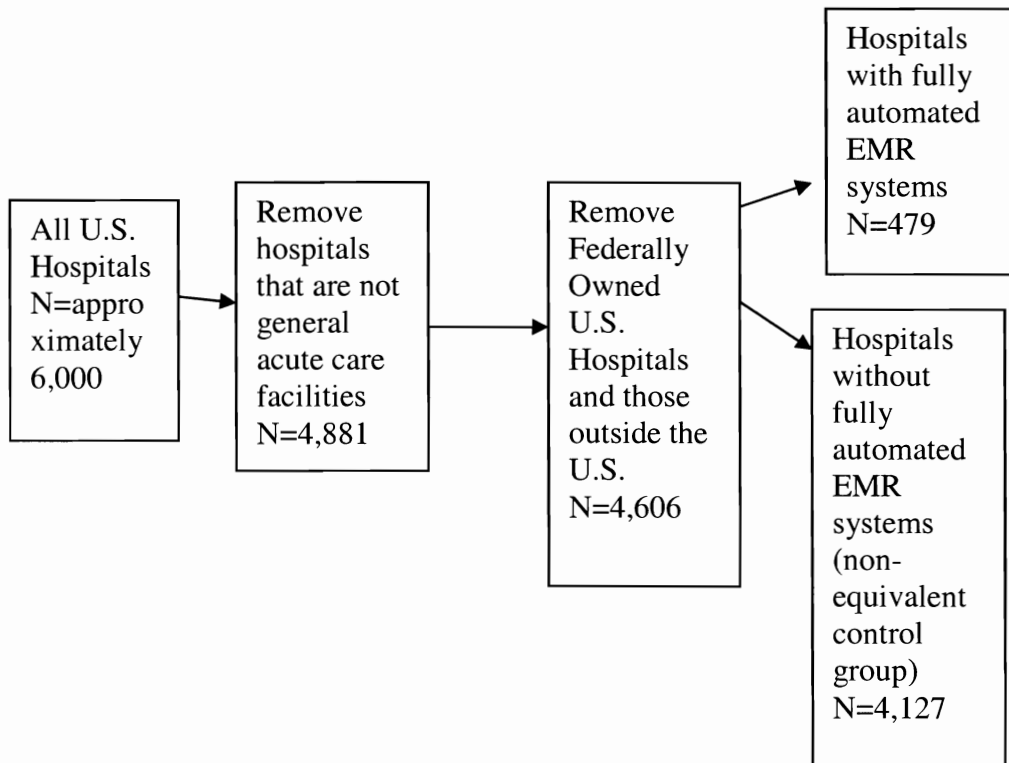 All U.S.
Hospitals
N=appro
ximately
6,000
Remove
hospitals
that are not
general
acute care
facilities
N=4,881
Remove
Federally
Owned
U.S.
Hospitals
and those
outside the
U.S.
N=4,606
Hospitals
with fully
automated
EMR
systems
N=479
Hospitals
without
fully
automated
EMR
systems
(non-
equivalent
control
group)
N=4,127